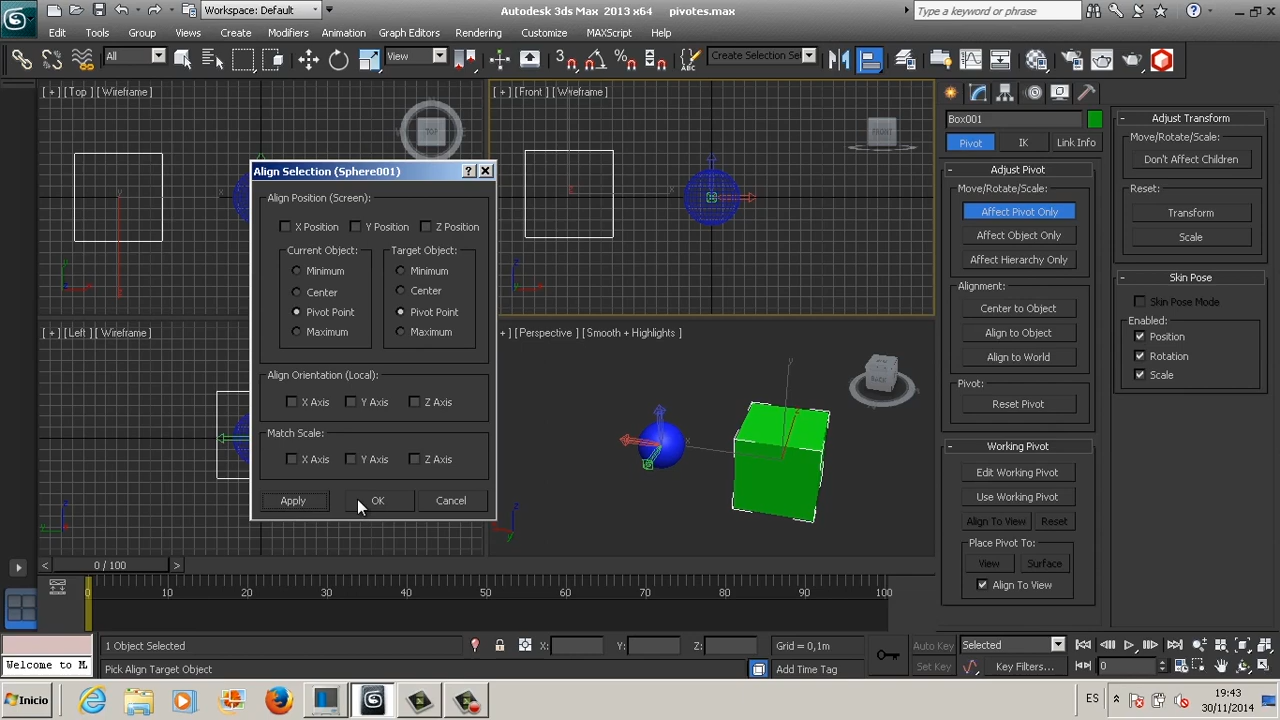 Workspace: Default
Autodesk 3ds Max 2013 x64
pivotes.max
Type a keyword or phrase
Edit
Tools
Group
Views
Create
Modifiers
Animation
Graph Editors
Rendering
Customize
MAXScript
Help
All
View
3
Create Selection Se
[ + ] [Top ] [Wireframe ]
TOP
[ + ] [Front ] [Wireframe ]
FRONT
[ + ] [Left ] [Wireframe ]
+ ] [Perspective ] [Smooth + Highlights ]
BACK
Align Selection (Sphere001)
Align Position (Screen):
X Position
Y Position
Z Position
Current Object:
Minimum
Center
Pivot Point
Maximum
Target Object:
Minimum
Center
Pivot Point
Maximum
Align Orientation (Local):
X Axis
Y Axis
Z Axis
Match Scale:
X Axis
Y Axis
Z Axis
Apply
OK
Cancel
Box001
Pivot
IK
Link Info
- Adjust Pivot
Move/Rotate/Scale:
Affect Pivot Only
Affect Object Only
Affect Hierarchy Only
Alignment:
Center to Object
Align to Object
Align to World
Pivot:
Reset Pivot
- Working Pivot
Edit Working Pivot
Use Working Pivot
Align To View
Reset
Place Pivot To:
View
Surface
Align To View
- Adjust Transform
Move/Rotate/Scale:
Don't Affect Children
Reset:
Transform
Scale
- Skin Pose
Skin Pose Mode
Enabled:
Position
Rotation
Scale
< 0 / 100 >
0 10 20 30 40 50 60 70 80 90 100
1 Object Selected
X:
Y:
Z:
Grid = 0,1m
Auto Key
Selected
Welcome to M
Pick Align Target Object
Add Time Tag
Set Key
Key Filters...
0
Inicio
ES
19:43
30/11/2014